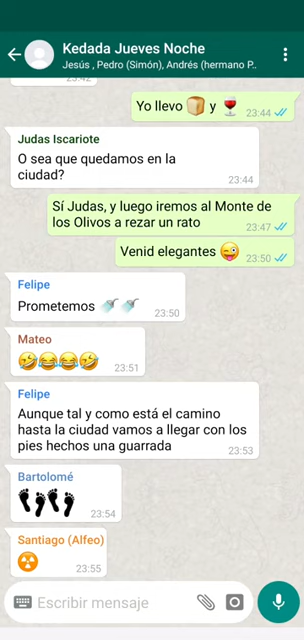 Kedada Jueves Noche
Jesús , Pedro (Simón), Andrés (hermano P..
23:42
Yo llevo 🍞 y 🍷
23:44
Judas Iscariote
O sea que quedamos en la
ciudad?
23:44
Sí Judas, y luego iremos al Monte de
los Olivos a rezar un rato
23:47
Venid elegantes 😜
23:50
Felipe
Prometemos 🚿 🚿
23:50
Mateo
🤣😂😂🤣
23:51
Felipe
Aunque tal y como está el camino
hasta la ciudad vamos a llegar con los
pies hechos una guarrada
23:53
Bartolomé
👣👣
23:54
Santiago (Alfeo)
☢️
23:55
Escribir mensaje